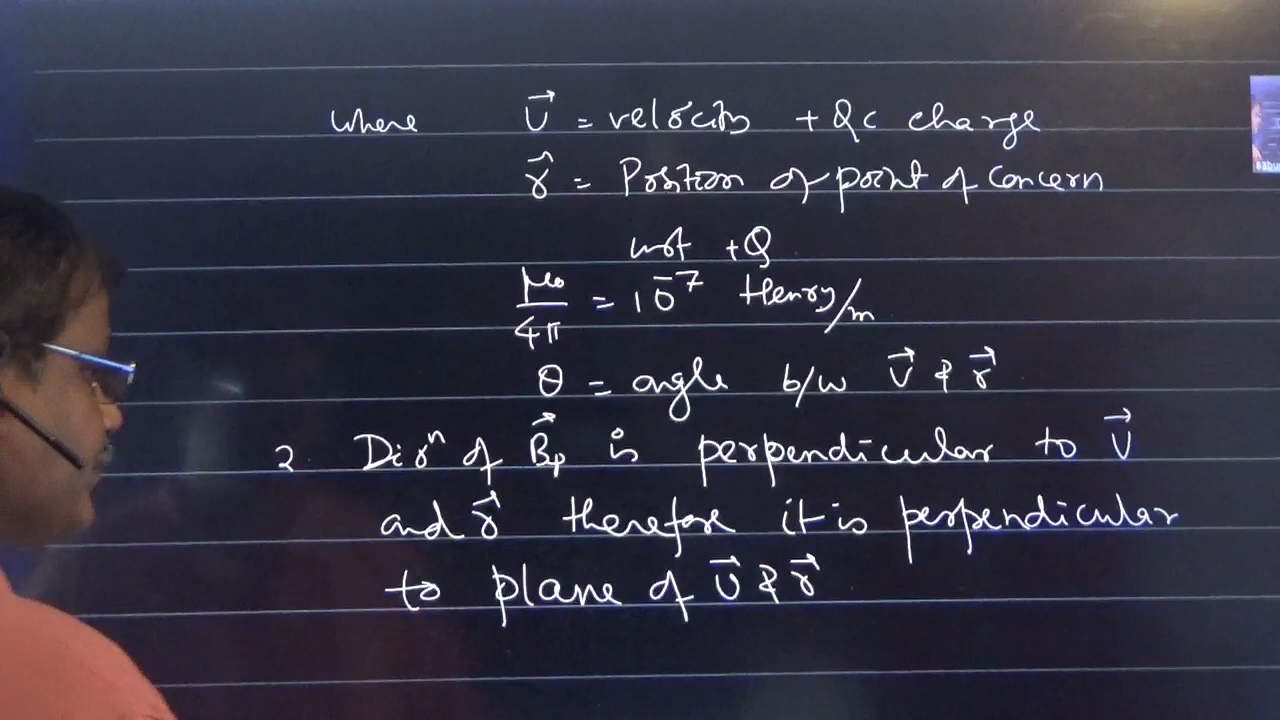 where v⃗ = velocity +Qc charge
r⃗ = Position of point of concern
wrt +Q
μ₀/4π = 10⁻⁷ Henry/m
θ = angle b/w v⃗ & r⃗
2. Dirⁿ of B⃗p is perpendicular to v⃗
and r⃗ therefore it is perpendicular
to plane of v⃗ & r⃗